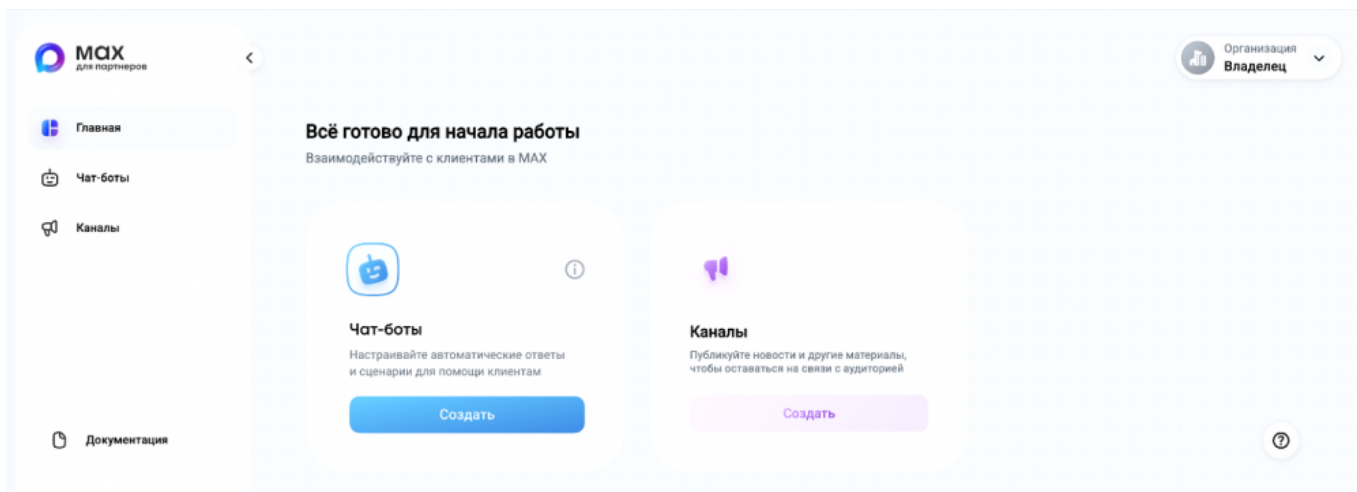 max
для партнеров
Организация
Владелец
Главная
Чат-боты
Каналы
Документация
Всё готово для начала работы
Взаимодействуйте с клиентами в MAX
Чат-боты
Настраивайте автоматические ответы
и сценарии для помощи клиентам
Создать
Каналы
Публикуйте новости и другие материалы,
чтобы оставаться на связи с аудиторией
Создать